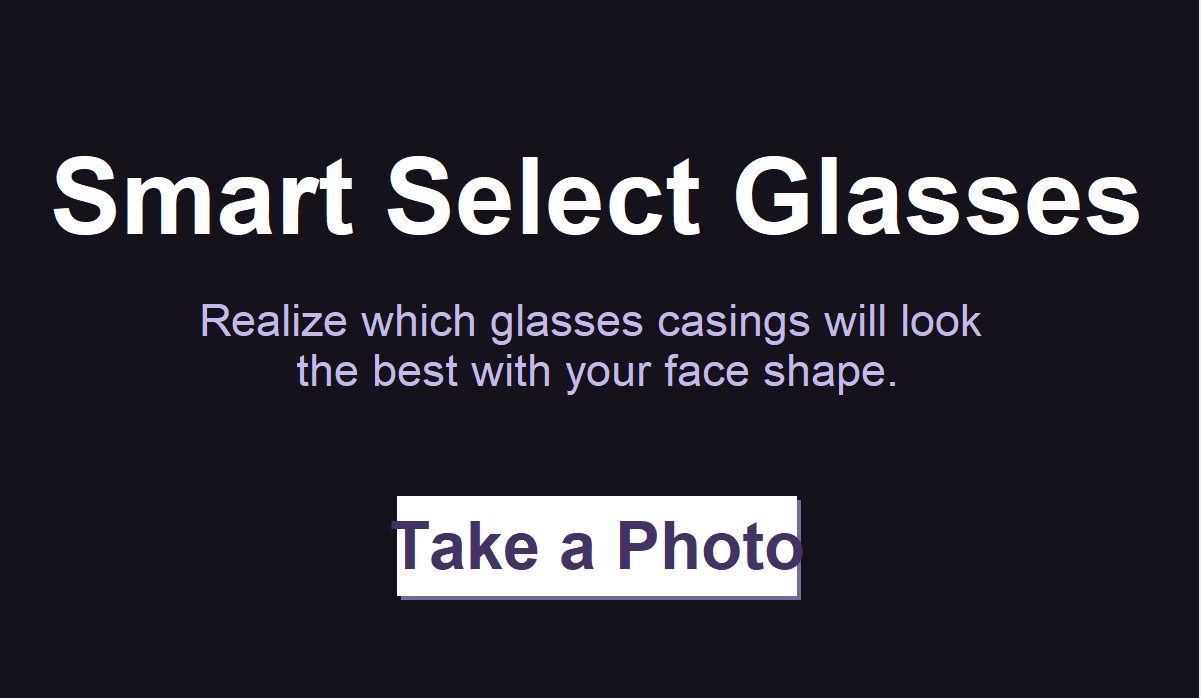 Smart Select Glasses
Realize which glasses casings will look
the best with your face shape.
Take a Photo